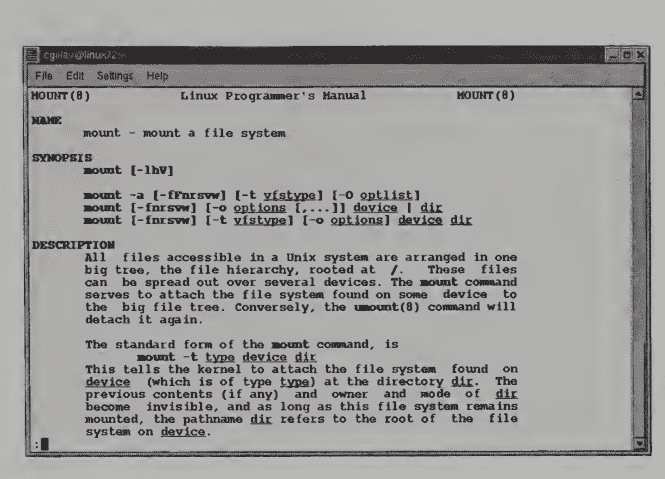 File Edit Settings Help
MOUNT(8) Linux Programmer's Manual MOUNT(8)
NAME
mount - mount a file system
SYNOPSIS
mount [-lhV]
mount -a [-fFnrsvw] [-t vfstype] [-O optlist]
mount [-fnrsvw] [-o options [,...]] device | dir
mount [-fnrsvw] [-t vfstype] [-o options] device dir
DESCRIPTION
All files accessible in a Unix system are arranged in one
big tree, the file hierarchy, rooted at /. These files
can be spread out over several devices. The mount command
serves to attach the file system found on some device to
the big file tree. Conversely, the umount(8) command will
detach it again.
The standard form of the mount command, is
mount -t type device dir
This tells the kernel to attach the file system found on
device (which is of type type) at the directory dir. The
previous contents (if any) and owner and mode of dir
become invisible, and as long as this file system remains
mounted, the pathname dir refers to the root of the file
system on device.
: